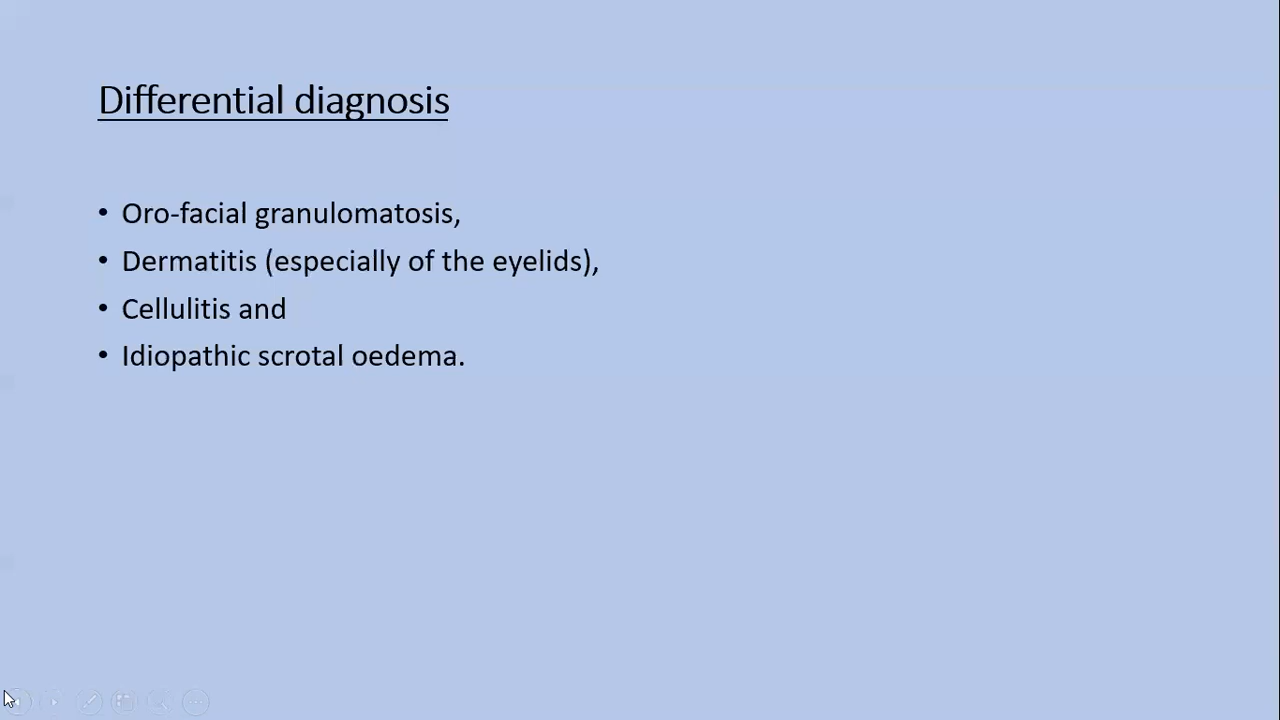 Differential diagnosis
• Oro-facial granulomatosis,
• Dermatitis (especially of the eyelids),
• Cellulitis and
• Idiopathic scrotal oedema.